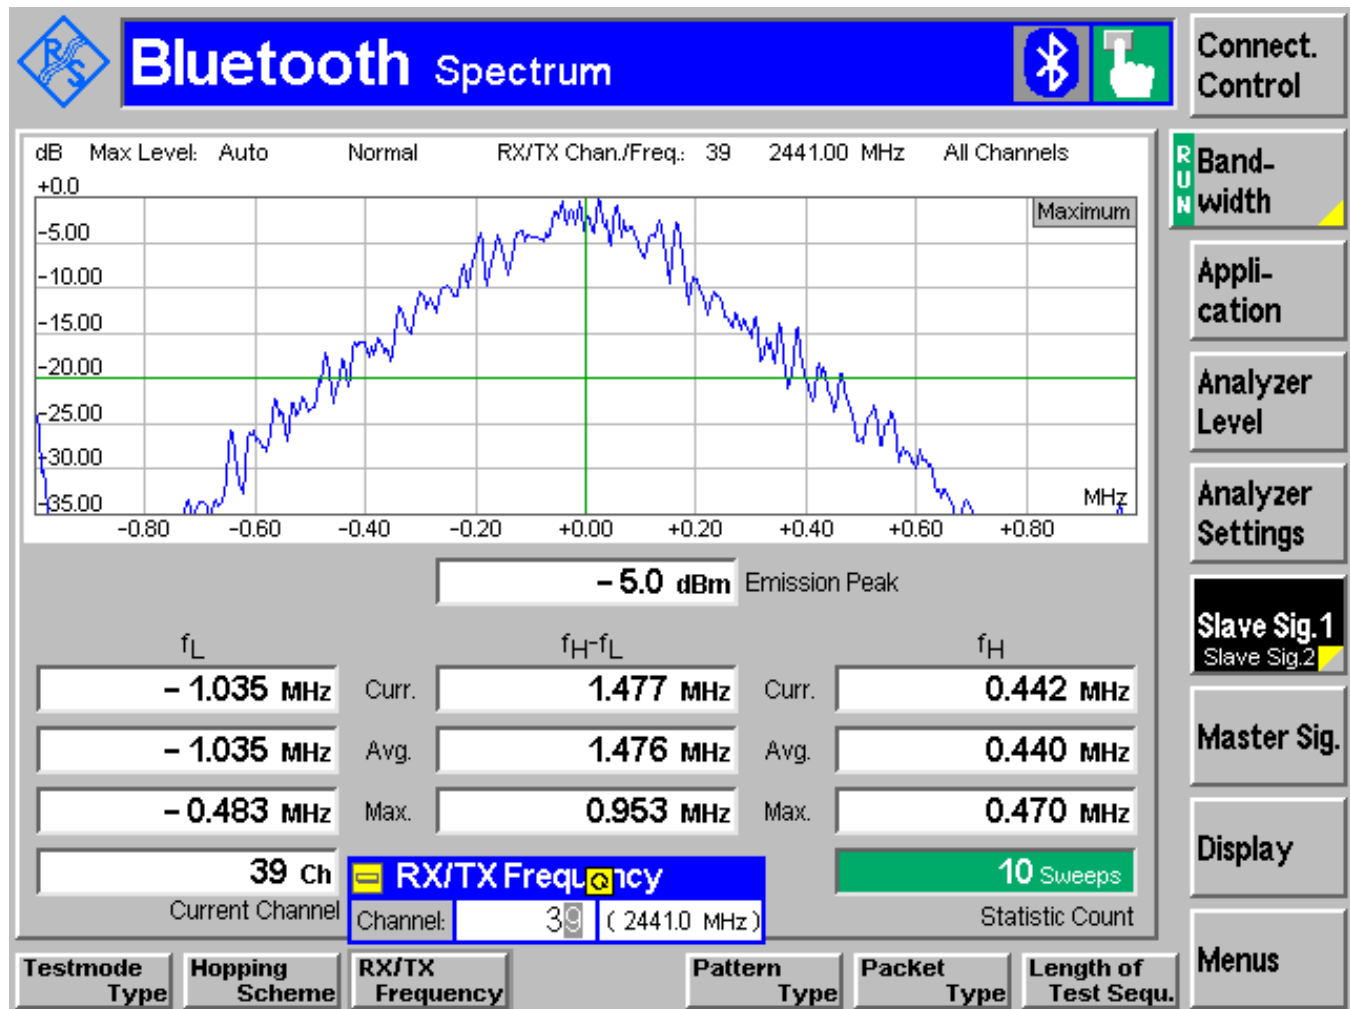 R&S
Bluetooth Spectrum
Connect.
Control
dB Max Level: Auto Normal RX/TX Chan./Freq.: 39 2441.00 MHz All Channels
+0.0
Maximum
-5.00
-10.00
-15.00
-20.00
-25.00
-30.00
-35.00
MHz
-0.80 -0.60 -0.40 -0.20 +0.00 +0.20 +0.40 +0.60 +0.80
RUN
Band-
width
Appli-
cation
Analyzer
Level
Analyzer
Settings
Slave Sig.1
Slave Sig.2
Master Sig.
Display
Menus
- 5.0 dBm Emission Peak
fL fH-fL fH
- 1.035 MHz Curr. 1.477 MHz Curr. 0.442 MHz
- 1.035 MHz Avg. 1.476 MHz Avg. 0.440 MHz
- 0.483 MHz Max. 0.953 MHz Max. 0.470 MHz
39 Ch
Current Channel
RX/TX Frequency
Channel: 39 ( 2441.0 MHz )
10 Sweeps
Statistic Count
Testmode
Type
Hopping
Scheme
RX/TX
Frequency
Pattern
Type
Packet
Type
Length of
Test Sequ.